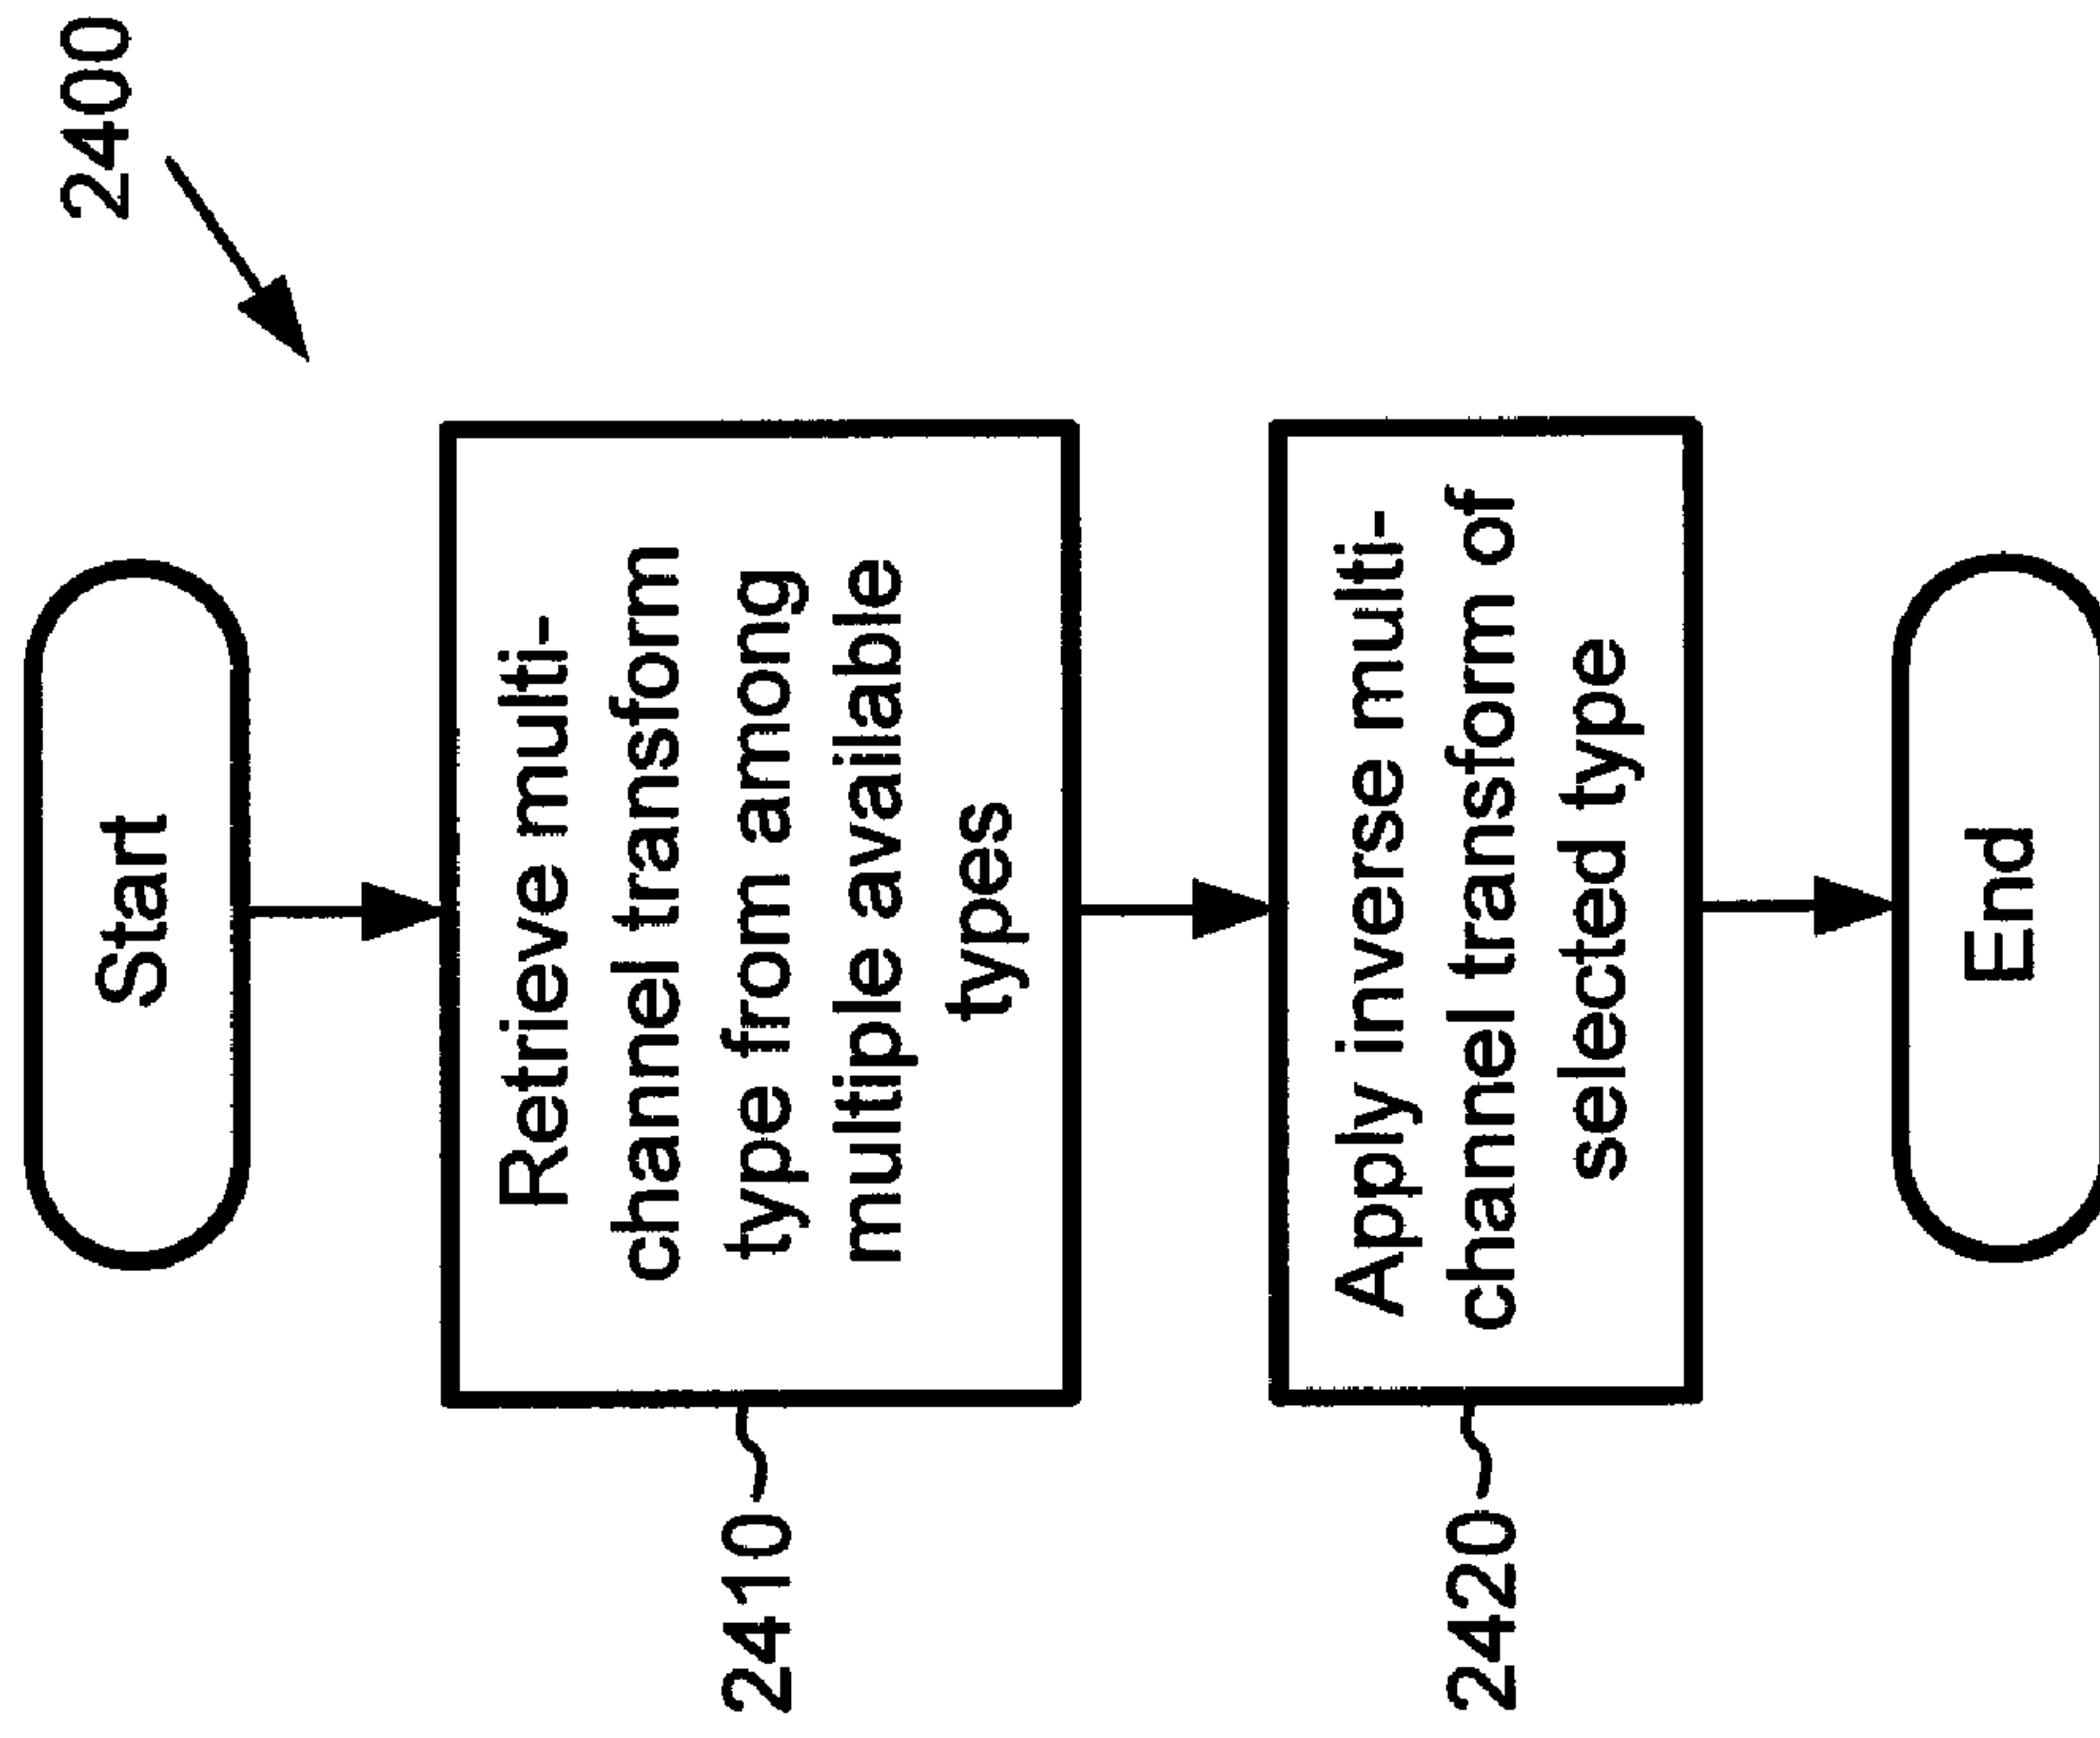 2400
Start
Retrieve multi-
channel transform
type from among
multiple available
types
2410
Apply inverse multi-
channel transform of
selected type
2420
End